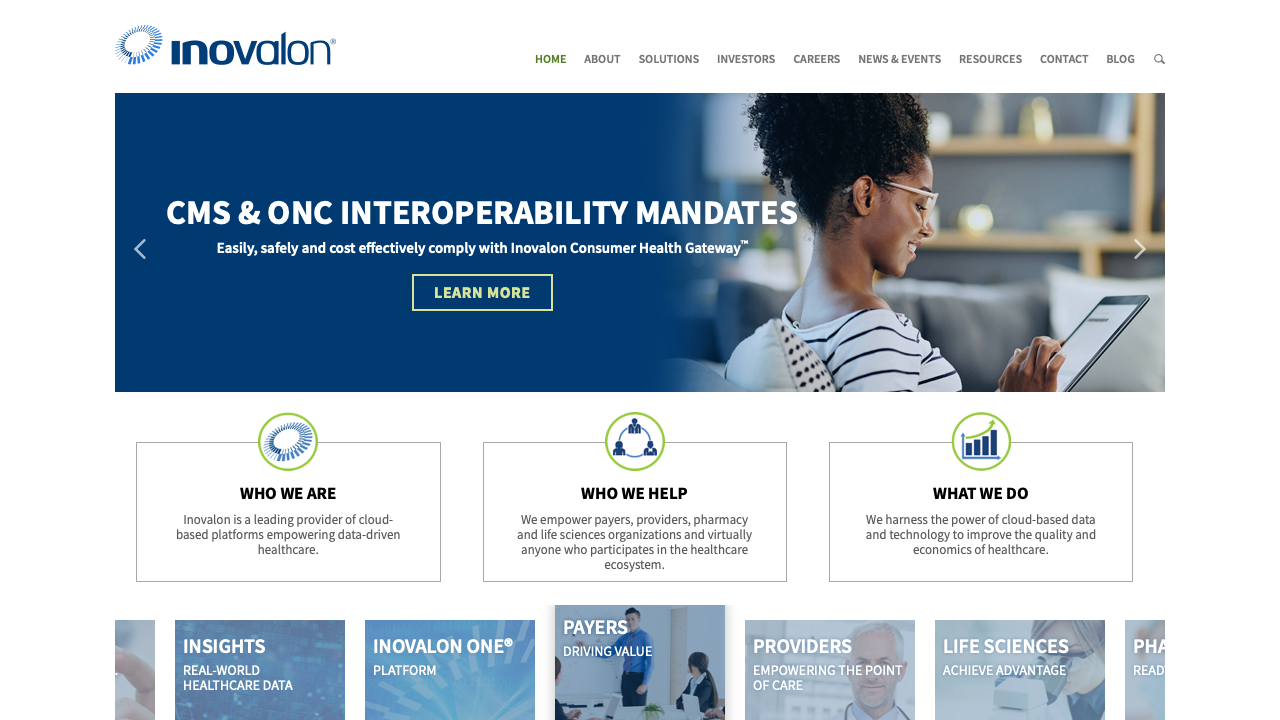 inovalon®
HOME ABOUT SOLUTIONS INVESTORS CAREERS NEWS & EVENTS RESOURCES CONTACT BLOG
CMS & ONC INTEROPERABILITY MANDATES
Easily, safely and cost effectively comply with Inovalon Consumer Health Gateway™
LEARN MORE
WHO WE ARE
Inovalon is a leading provider of cloud-
based platforms empowering data-driven
healthcare.
WHO WE HELP
We empower payers, providers, pharmacy
and life sciences organizations and virtually
anyone who participates in the healthcare
ecosystem.
WHAT WE DO
We harness the power of cloud-based data
and technology to improve the quality and
economics of healthcare.
INSIGHTS
REAL-WORLD
HEALTHCARE DATA
INOVALON ONE®
PLATFORM
PAYERS
DRIVING VALUE
PROVIDERS
EMPOWERING THE POINT
OF CARE
LIFE SCIENCES
ACHIEVE ADVANTAGE
PHA
READ